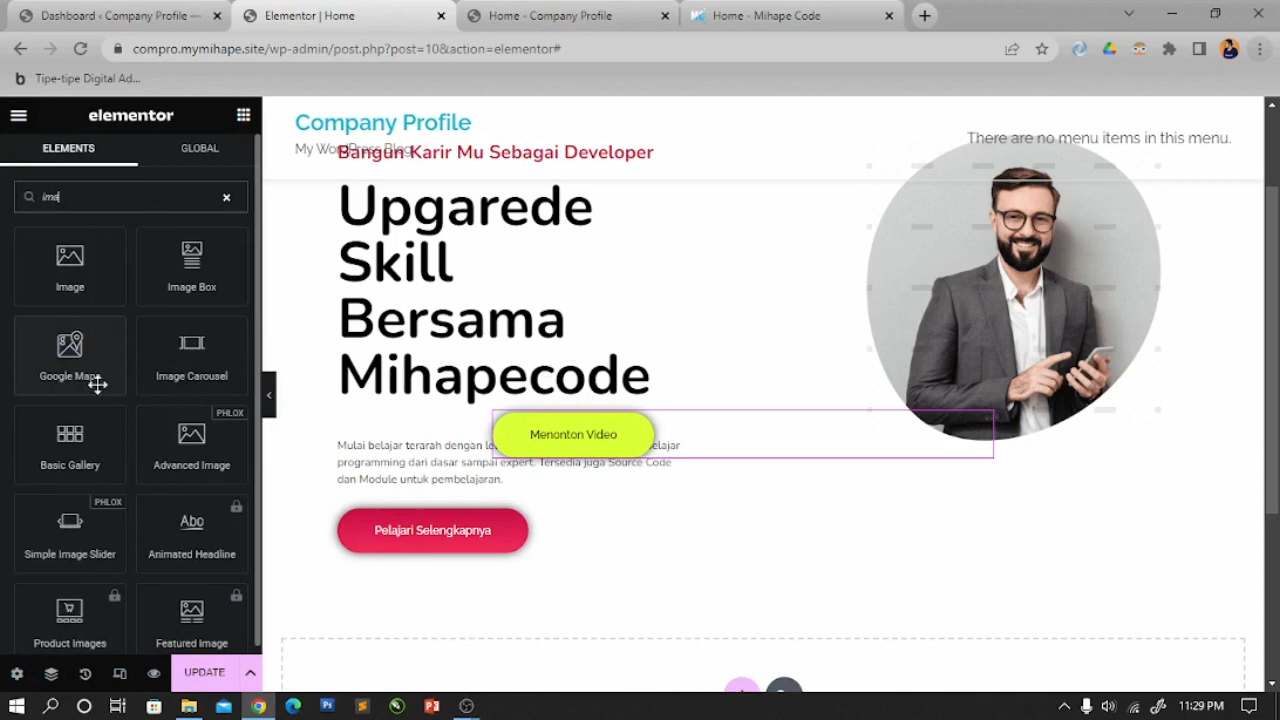 Dashboard ‹ Company Profile —
Elementor | Home
Home - Company Profile
Home - Mihape Code
compro.mymihape.site/wp-admin/post.php?post=10&action=elementor#
Tipe-tipe Digital Ad...
elementor
ELEMENTS
GLOBAL
ima
Image
Image Box
Google Maps
Image Carousel
PHLOX
Basic Gallery
Advanced Image
PHLOX
Abc
Simple Image Slider
Animated Headline
Product Images
Featured Image
UPDATE
Company Profile
My WordPress Blog
Bangun Karir Mu Sebagai Developer
There are no menu items in this menu.
Upgarede
Skill
Bersama
Mihapecode
Menonton Video
Mulai belajar terarah dengan elajar
programming dari dasar sampai expert. Tersedia juga Source Code
dan Module untuk pembelajaran.
Pelajari Selengkapnya
11:29 PM